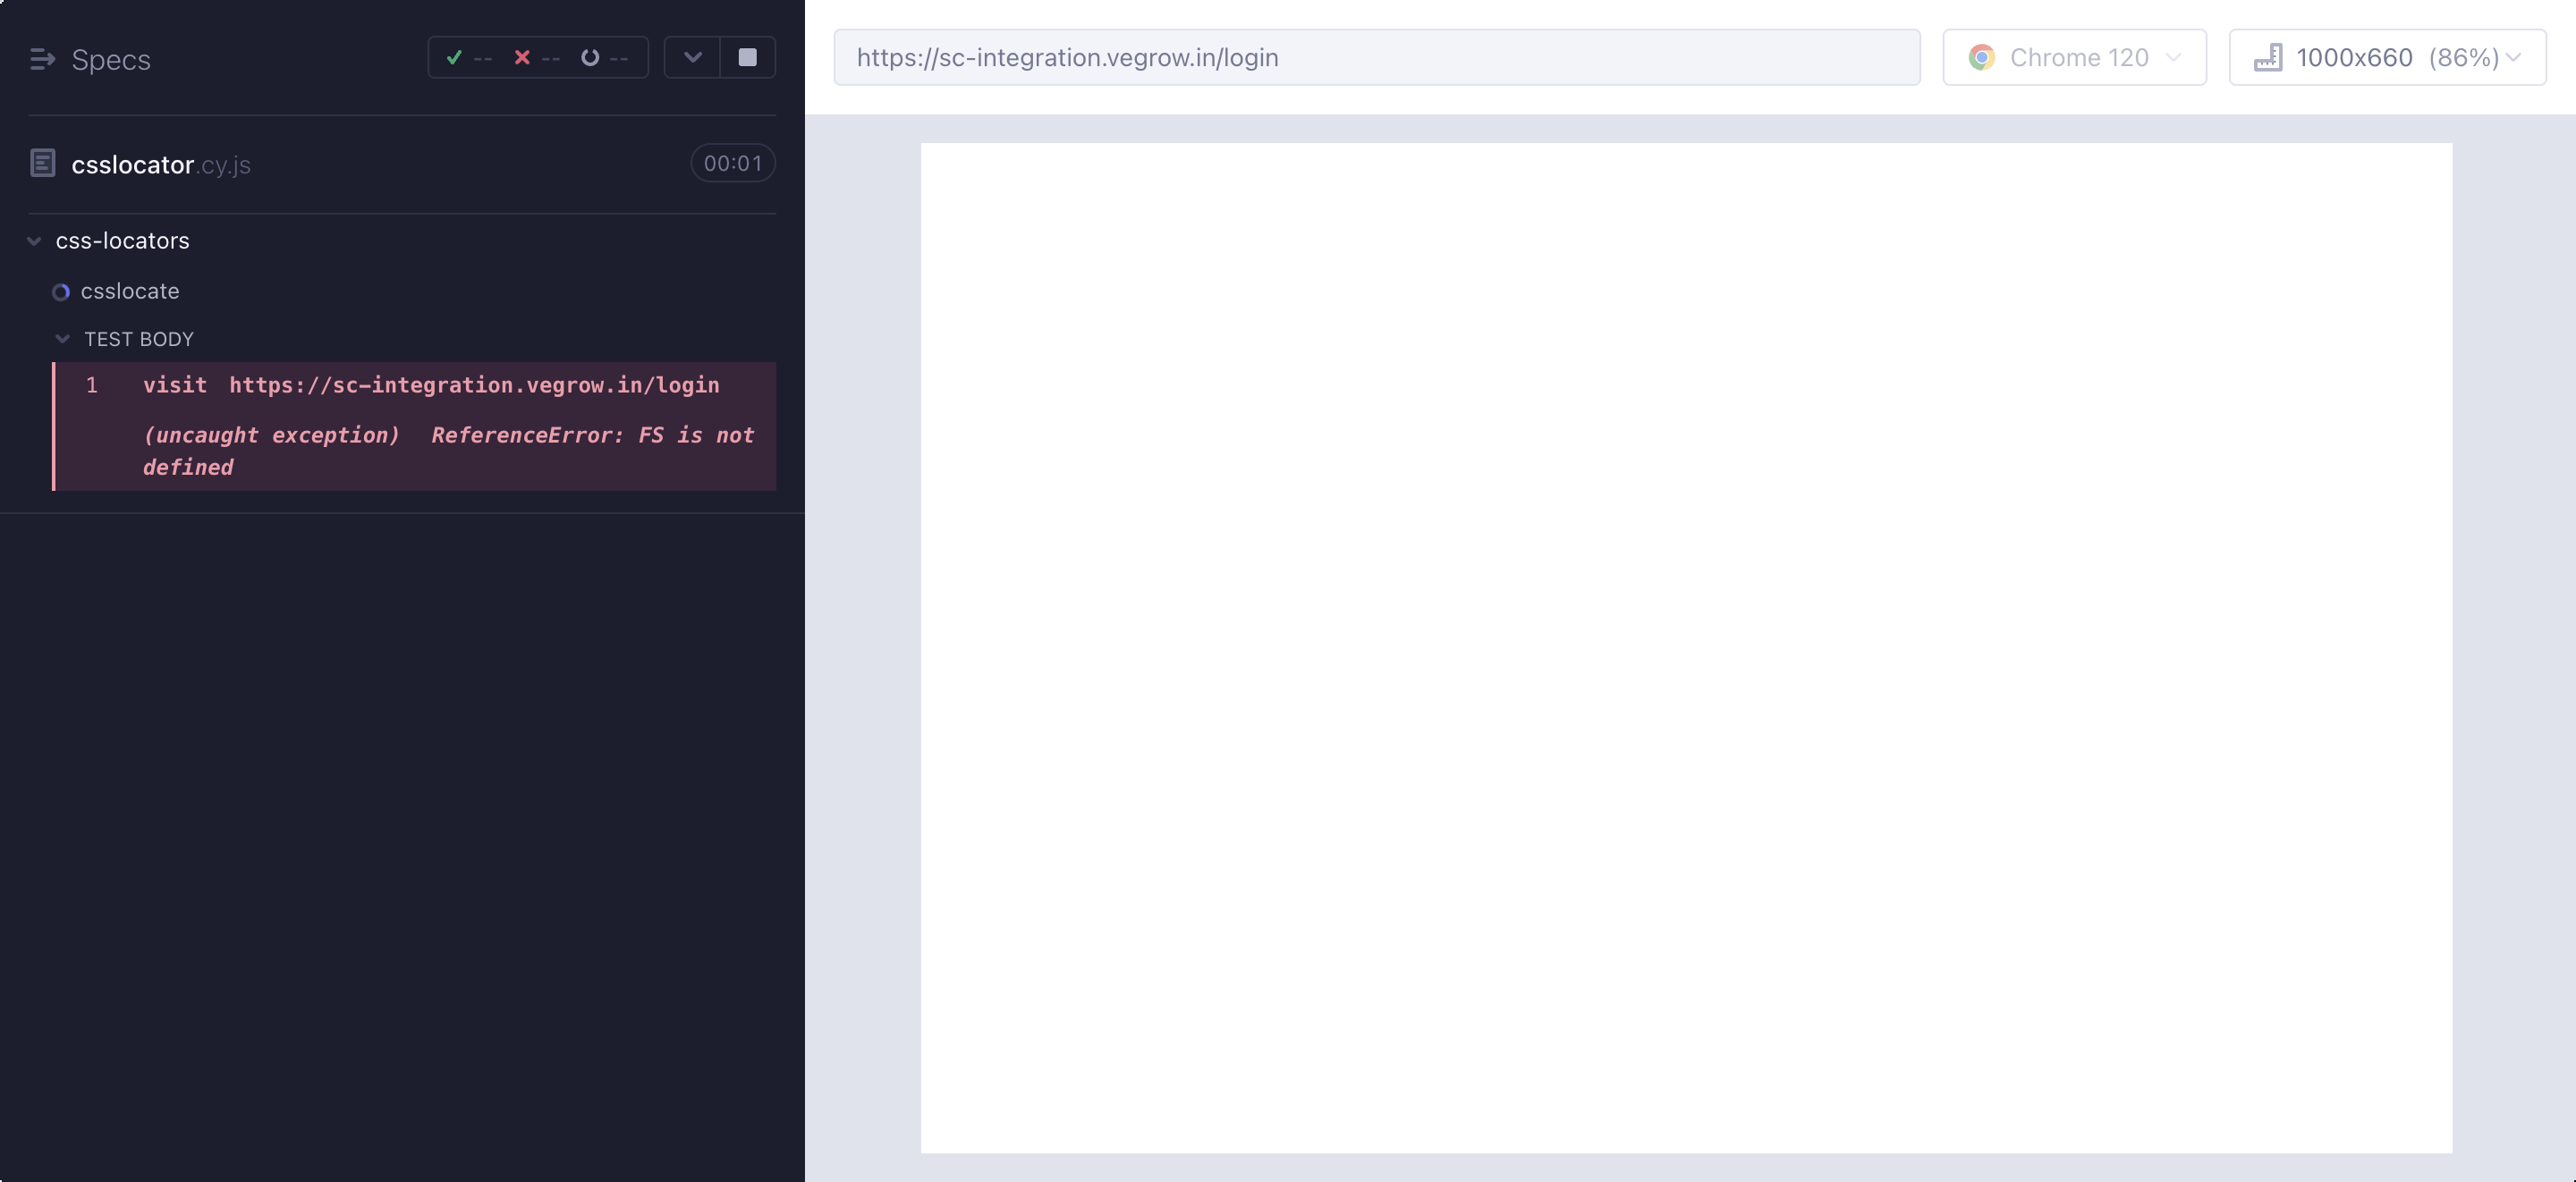 Specs
-- -- --
csslocator.cy.js
00:01
css-locators
csslocate
TEST BODY
1 visit https://sc-integration.vegrow.in/login
(uncaught exception) ReferenceError: FS is not
defined
https://sc-integration.vegrow.in/login
Chrome 120
1000x660 (86%)